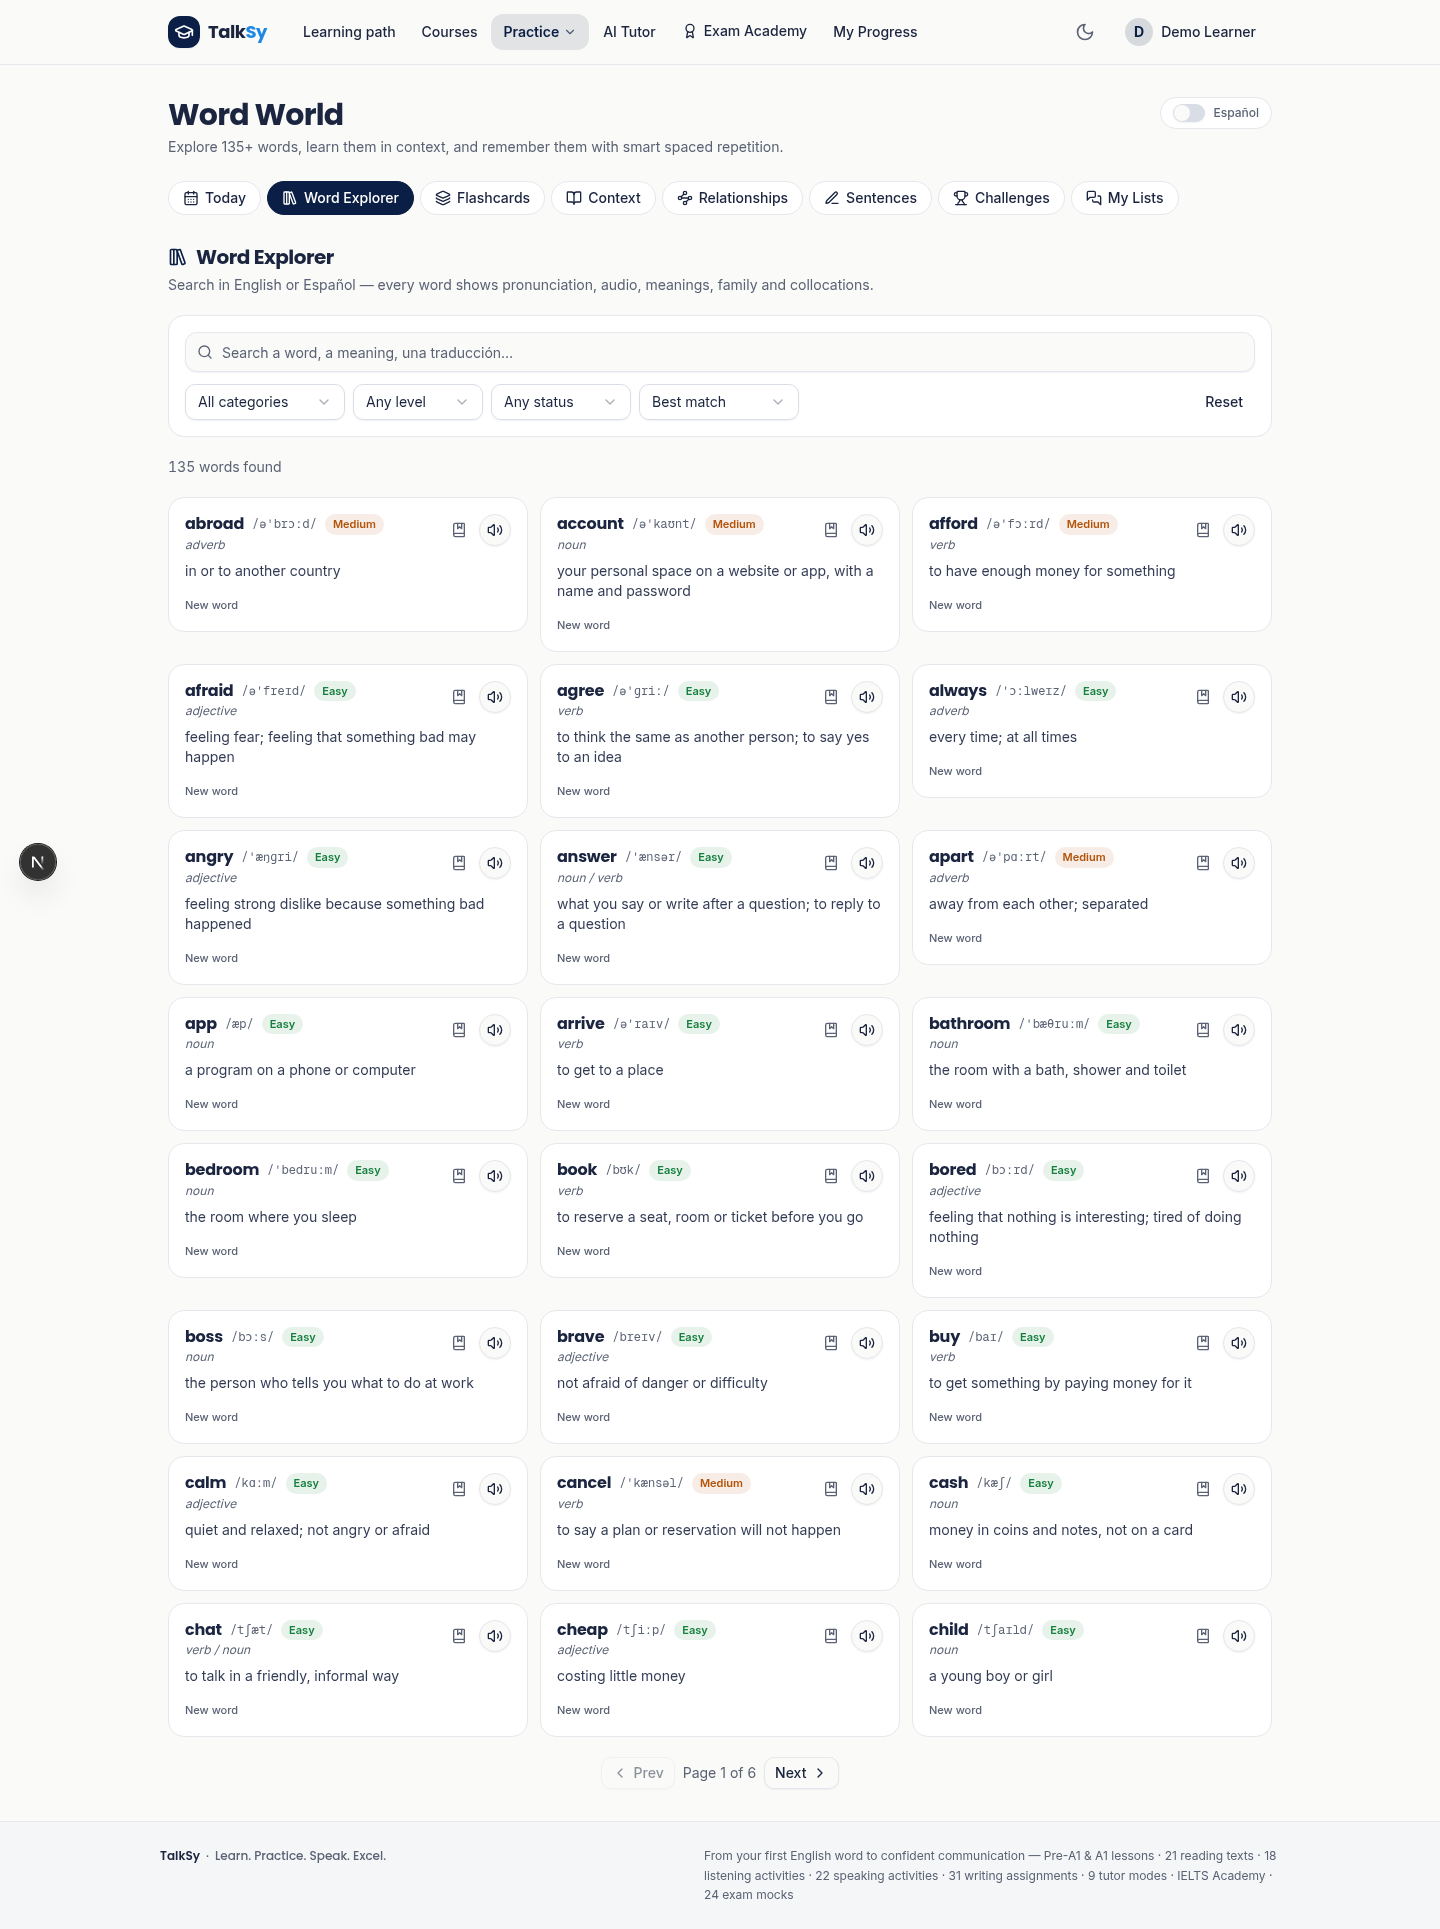 TalkSy Learning path Courses Practice AI Tutor Exam Academy My Progress D Demo Learner
Word World
Español
Explore 135+ words, learn them in context, and remember them with smart spaced repetition.
Today Word Explorer Flashcards Context Relationships Sentences Challenges My Lists
Word Explorer
Search in English or Español — every word shows pronunciation, audio, meanings, family and collocations.
Search a word, a meaning, una traducción...
All categories Any level Any status Best match Reset
135 words found
abroad /əˈbrɔːd/ Medium
adverb
in or to another country
New word
account /əˈkaʊnt/ Medium
noun
your personal space on a website or app, with a
name and password
New word
afford /əˈfɔːrd/ Medium
verb
to have enough money for something
New word
afraid /əˈfreɪd/ Easy
adjective
feeling fear; feeling that something bad may
happen
New word
agree /əˈɡriː/ Easy
verb
to think the same as another person; to say yes
to an idea
New word
always /ˈɔːlweɪz/ Easy
adverb
every time; at all times
New word
angry /ˈæŋɡri/ Easy
adjective
feeling strong dislike because something bad
happened
New word
answer /ˈænsər/ Easy
noun / verb
what you say or write after a question; to reply to
a question
New word
apart /əˈpɑːrt/ Medium
adverb
away from each other; separated
New word
app /æp/ Easy
noun
a program on a phone or computer
New word
arrive /əˈraɪv/ Easy
verb
to get to a place
New word
bathroom /ˈbæθruːm/ Easy
noun
the room with a bath, shower and toilet
New word
bedroom /ˈbedruːm/ Easy
noun
the room where you sleep
New word
book /bʊk/ Easy
verb
to reserve a seat, room or ticket before you go
New word
bored /bɔːrd/ Easy
adjective
feeling that nothing is interesting; tired of doing
nothing
New word
boss /bɔːs/ Easy
noun
the person who tells you what to do at work
New word
brave /breɪv/ Easy
adjective
not afraid of danger or difficulty
New word
buy /baɪ/ Easy
verb
to get something by paying money for it
New word
calm /kɑːm/ Easy
adjective
quiet and relaxed; not angry or afraid
New word
cancel /ˈkænsəl/ Medium
verb
to say a plan or reservation will not happen
New word
cash /kæʃ/ Easy
noun
money in coins and notes, not on a card
New word
chat /tʃæt/ Easy
verb / noun
to talk in a friendly, informal way
New word
cheap /tʃiːp/ Easy
adjective
costing little money
New word
child /tʃaɪld/ Easy
noun
a young boy or girl
New word
Prev Page 1 of 6 Next
TalkSy · Learn. Practice. Speak. Excel.
From your first English word to confident communication — Pre-A1 & A1 lessons · 21 reading texts · 18
listening activities · 22 speaking activities · 31 writing assignments · 9 tutor modes · IELTS Academy ·
24 exam mocks
N